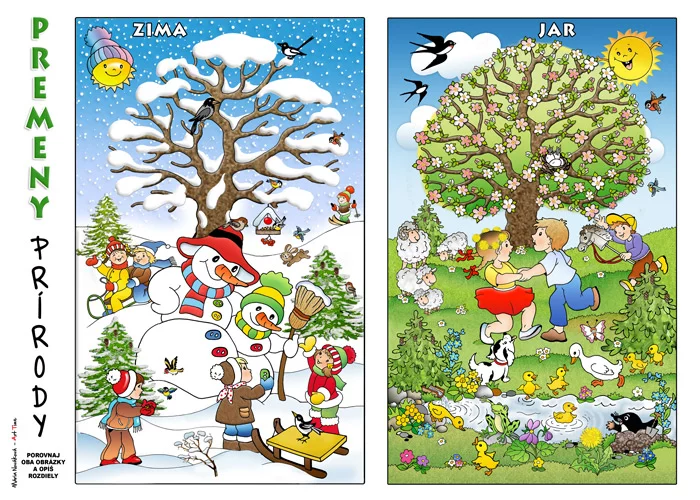 PREMENY
PRÍRODY
POROVNAJ
OBA OBRÁZKY
A OPÍŠ
ROZDIELY
ZIMA
JAR